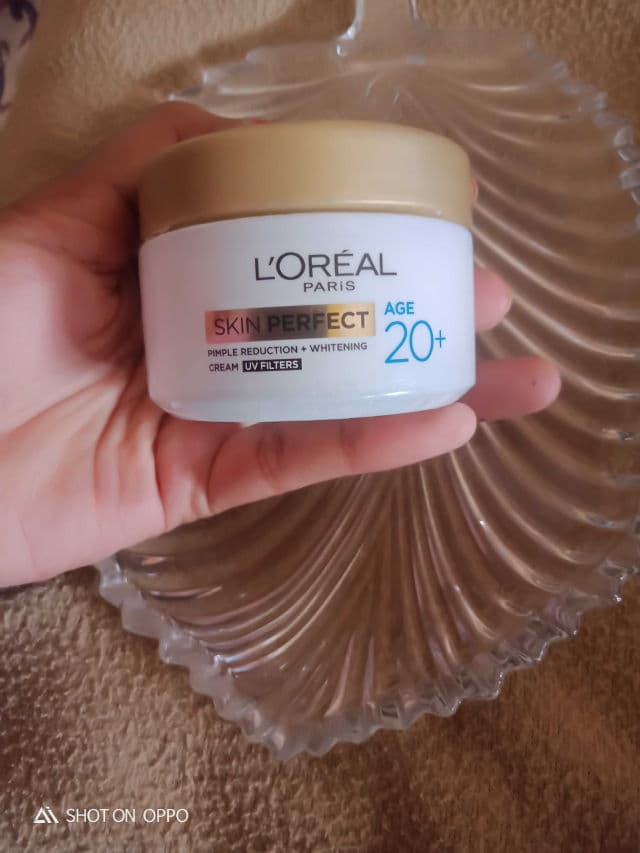 L'ORÉAL
PARiS
SKIN PERFECT
AGE
20+
PIMPLE REDUCTION + WHITENING
CREAM UV FILTERS
SHOT ON OPPO